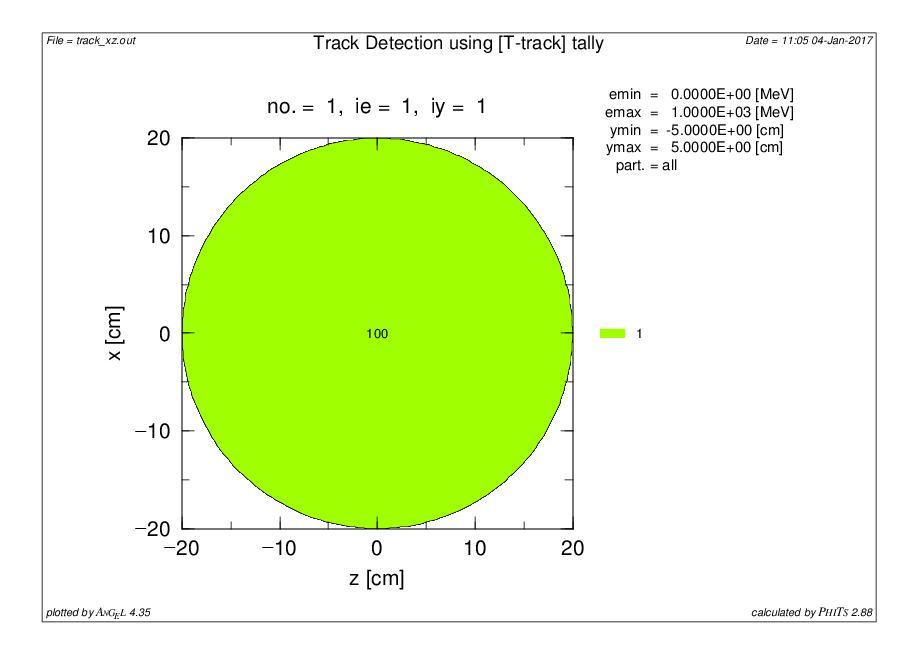 File = track_xz.out
Date = 11:05 04-Jan-2017
Track Detection using [T-track] tally
no. = 1, ie = 1, iy = 1
emin = 0.0000E+00 [MeV]
emax = 1.0000E+03 [MeV]
ymin = -5.0000E+00 [cm]
ymax = 5.0000E+00 [cm]
part. = all
20
10
0
−10
−20
x [cm]
100
1
−20 −10 0 10 20
z [cm]
plotted by ANGEL 4.35
calculated by PHITS 2.88